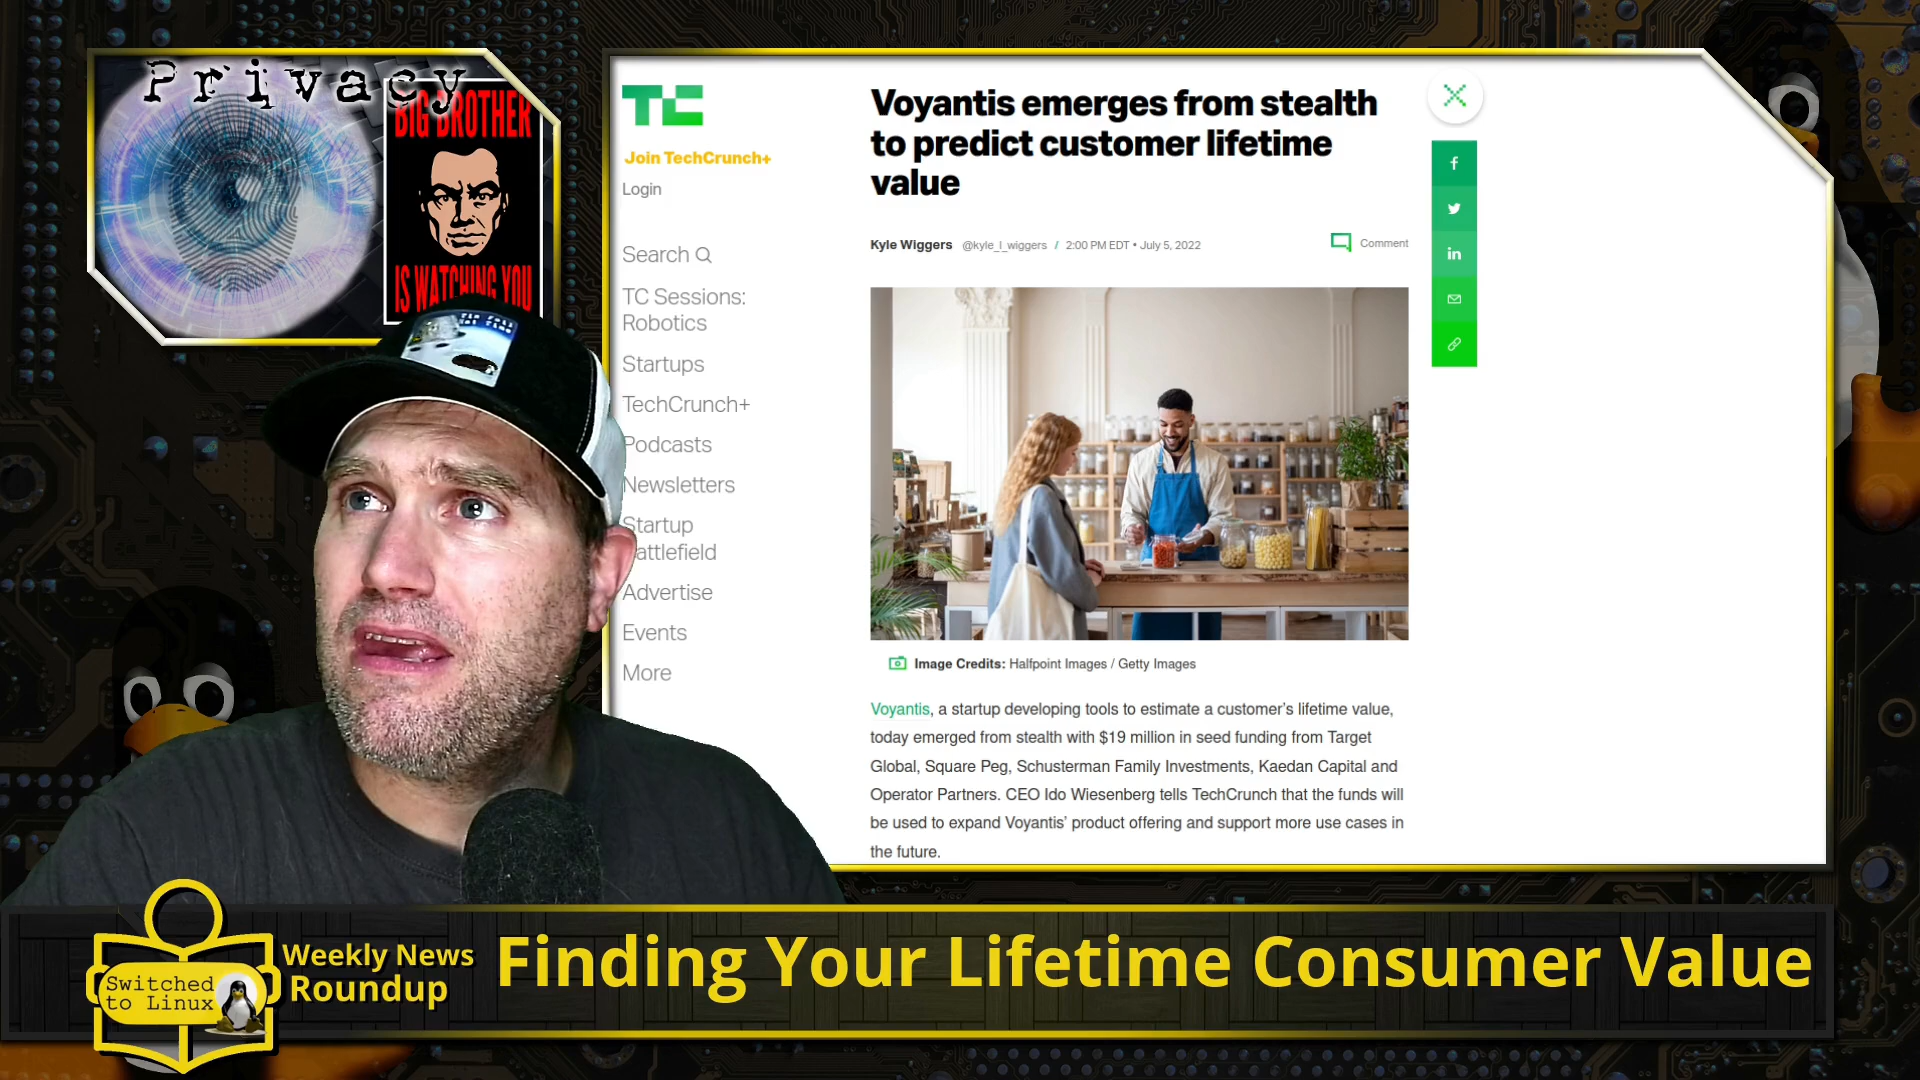 Privacy
BIG BROTHER
IS WATCHING YOU
TC
Join TechCrunch+
Login
Search
TC Sessions:
Robotics
Startups
TechCrunch+
Podcasts
Newsletters
Startup
attlefield
Advertise
Events
More
Voyantis emerges from stealth
to predict customer lifetime
value
Kyle Wiggers @kyle_l_wiggers / 2:00 PM EDT • July 5, 2022
Comment
f
in
Image Credits: Halfpoint Images / Getty Images
Voyantis, a startup developing tools to estimate a customer's lifetime value,
today emerged from stealth with $19 million in seed funding from Target
Global, Square Peg, Schusterman Family Investments, Kaedan Capital and
Operator Partners. CEO Ido Wiesenberg tells TechCrunch that the funds will
be used to expand Voyantis' product offering and support more use cases in
the future.
Switched
to Linux
Weekly News
Roundup
Finding Your Lifetime Consumer Value